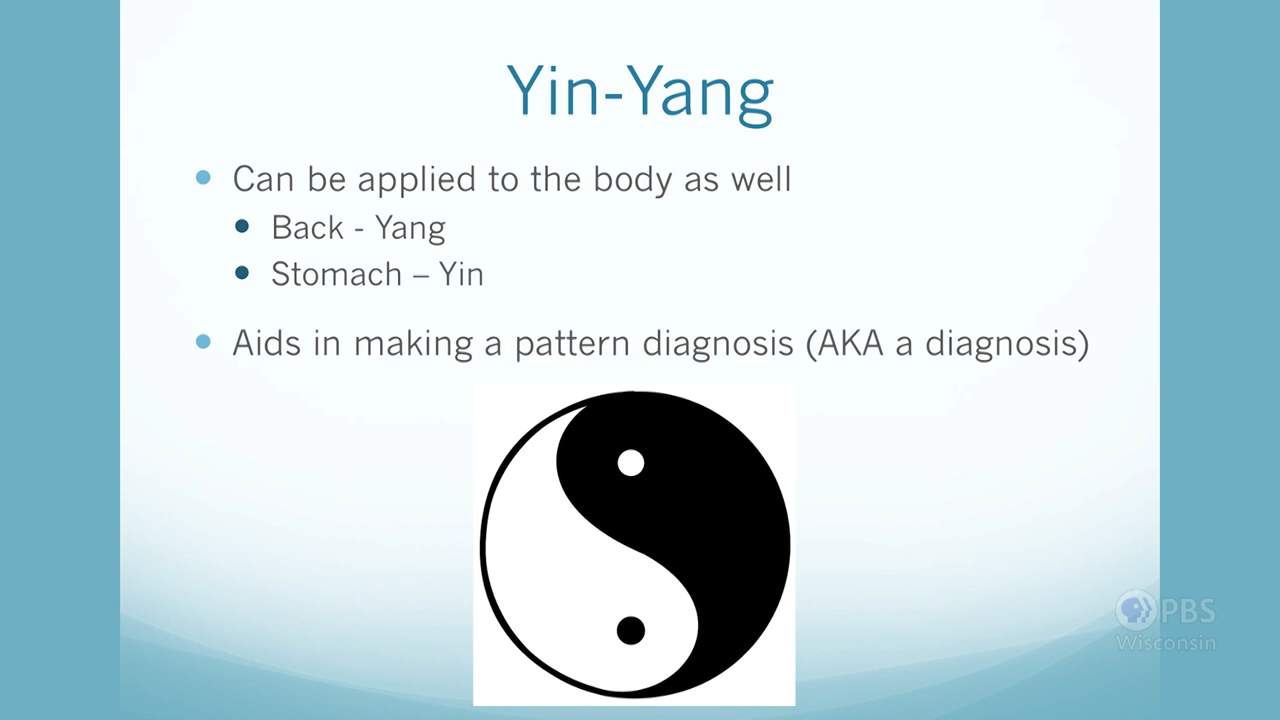 Yin-Yang
Can be applied to the body as well
Back - Yang
Stomach – Yin
Aids in making a pattern diagnosis (AKA a diagnosis)
PBS
Wisconsin